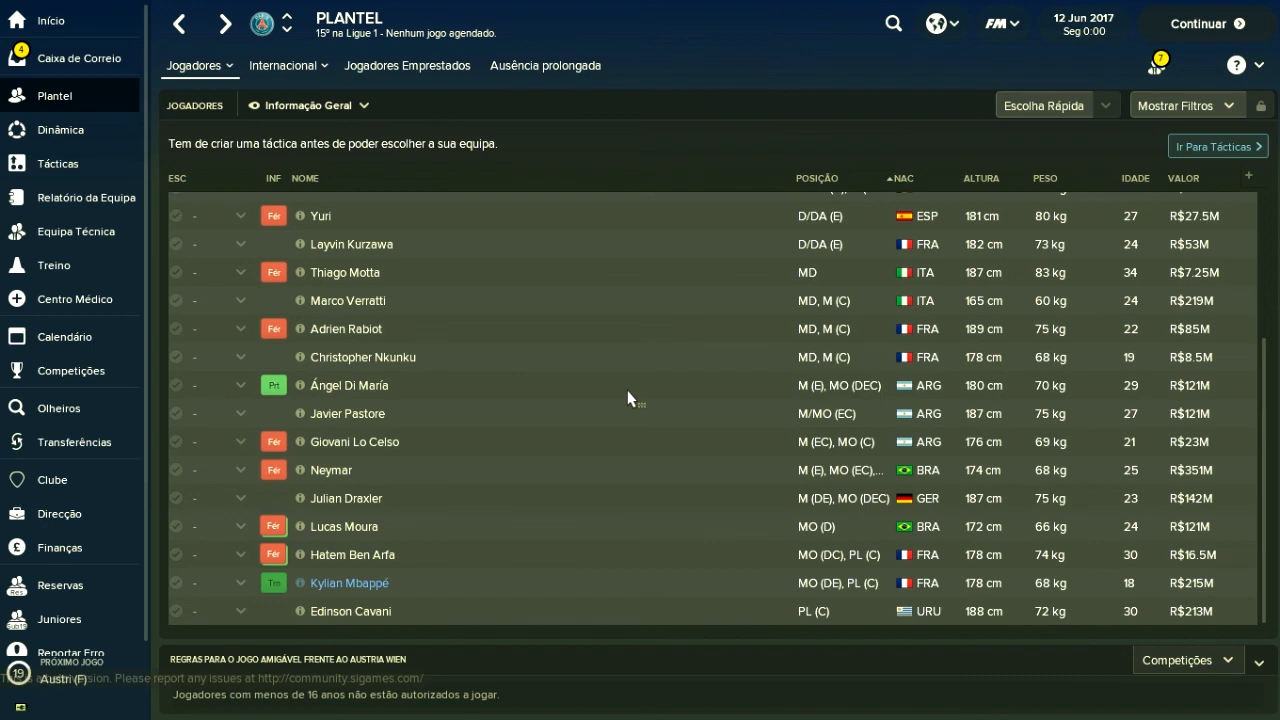 Início
4
Caixa de Correio
Plantel
Dinâmica
Tácticas
Relatório da Equipa
Equipa Técnica
Treino
Centro Médico
Calendário
Competições
Olheiros
Transferências
Clube
Direcção
Finanças
Reservas
Res
Juniores
Sub19
Reportar Erro
PRÓXIMO JOGO
19
Austri (F)
PLANTEL
15º na Ligue 1 - Nenhum jogo agendado.
FM
12 Jun 2017
Seg 0:00
Continuar
Jogadores
Internacional
Jogadores Emprestados
Ausência prolongada
7
?
JOGADORES
Informação Geral
Escolha Rápida
Mostrar Filtros
Tem de criar uma táctica antes de poder escolher a sua equipa.
Ir Para Tácticas
ESC INF NOME POSIÇÃO NAC ALTURA PESO IDADE VALOR +
- Fér Yuri D/DA (E) ESP 181 cm 80 kg 27 R$27.5M
- Layvin Kurzawa D/DA (E) FRA 182 cm 73 kg 24 R$53M
- Fér Thiago Motta MD ITA 187 cm 83 kg 34 R$7.25M
- Marco Verratti MD, M (C) ITA 165 cm 60 kg 24 R$219M
- Fér Adrien Rabiot MD, M (C) FRA 189 cm 75 kg 22 R$85M
- Christopher Nkunku MD, M (C) FRA 178 cm 68 kg 19 R$8.5M
- Prt Ángel Di María M (E), MO (DEC) ARG 180 cm 70 kg 29 R$121M
- Javier Pastore M/MO (EC) ARG 187 cm 75 kg 27 R$121M
- Fér Giovani Lo Celso M (EC), MO (C) ARG 176 cm 69 kg 21 R$23M
- Fér Neymar M (E), MO (EC),... BRA 174 cm 68 kg 25 R$351M
- Julian Draxler M (DE), MO (DEC) GER 187 cm 75 kg 23 R$142M
- Fér Lucas Moura MO (D) BRA 172 cm 66 kg 24 R$121M
- Fér Hatem Ben Arfa MO (DC), PL (C) FRA 178 cm 74 kg 30 R$16.5M
- Trn Kylian Mbappé MO (DE), PL (C) FRA 178 cm 68 kg 18 R$215M
- Edinson Cavani PL (C) URU 188 cm 72 kg 30 R$213M
REGRAS PARA O JOGO AMIGÁVEL FRENTE AO AUSTRIA WIEN
Competições
version. Please report any issues at http://community.sigames.com/
Jogadores com menos de 16 anos não estão autorizados a jogar.